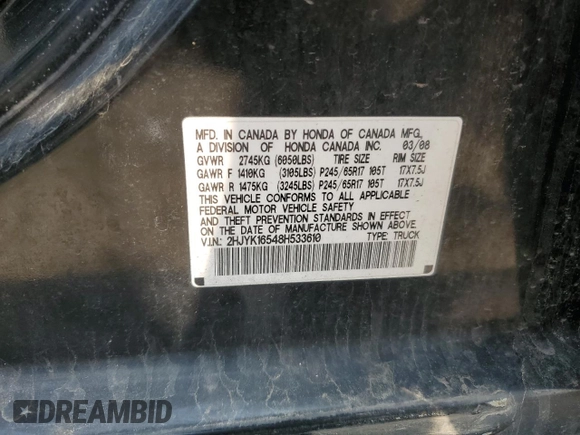 MFD. IN CANADA BY HONDA OF CANADA MFG.,
A DIVISION OF HONDA CANADA INC. 03/08
GVWR 2745KG (6050LBS) TIRE SIZE RIM SIZE
GAWR F 1410KG (3105LBS) P245/65R17 105T 17X7.5J
GAWR R 1475KG (3245LBS) P245/65R17 105T 17X7.5J
THIS VEHICLE CONFORMS TO ALL APPLICABLE
FEDERAL MOTOR VEHICLE SAFETY
AND THEFT PREVENTION STANDARDS IN EFFECT
ON THE DATE OF MANUFACTURE SHOWN ABOVE.
V.I.N.: 2HJYK16548H533610 TYPE: TRUCK
DREAMBID